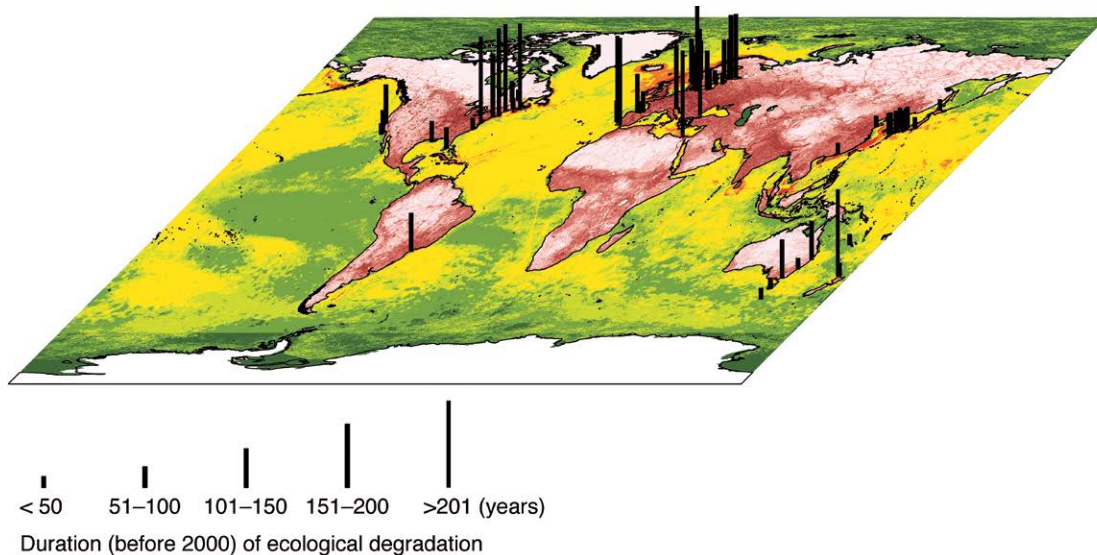 < 50 51–100 101–150 151–200 >201 (years)
Duration (before 2000) of ecological degradation